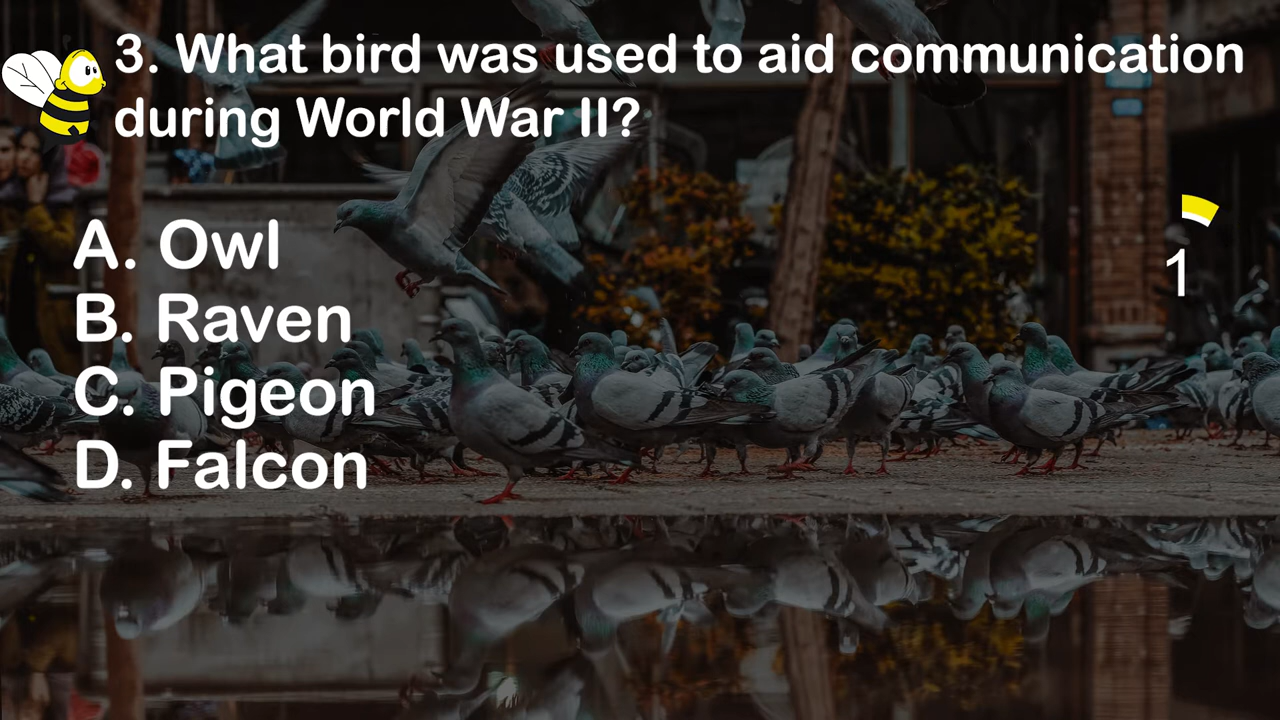 3. What bird was used to aid communication
during World War II?
A. Owl
B. Raven
C. Pigeon
D. Falcon
1